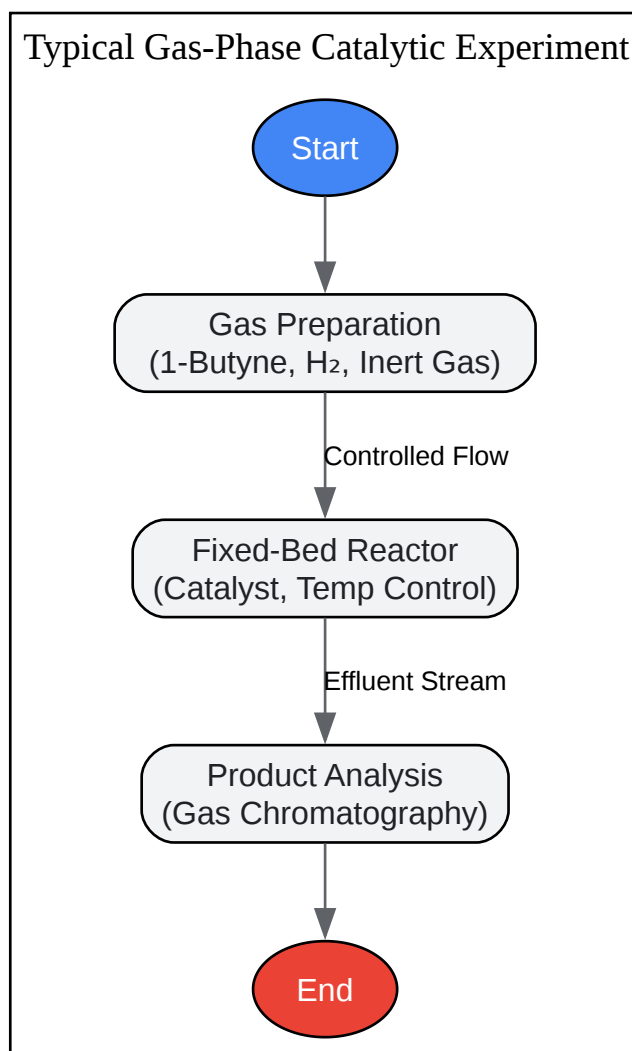 Typical Gas-Phase Catalytic Experiment
Start
Gas Preparation
(1-Butyne, H₂, Inert Gas)
Controlled Flow
Fixed-Bed Reactor
(Catalyst, Temp Control)
Effluent Stream
Product Analysis
(Gas Chromatography)
End